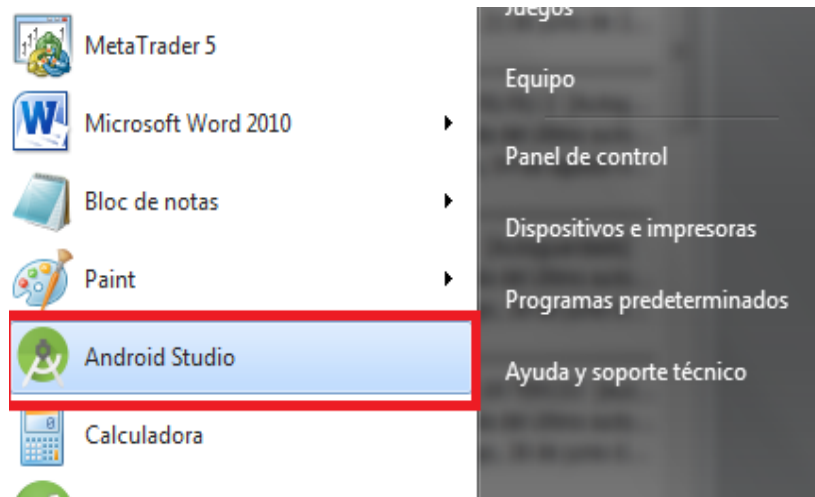 MetaTrader 5
Microsoft Word 2010
Bloc de notas
Paint
Android Studio
Calculadora
Juegos
Equipo
Panel de control
Dispositivos e impresoras
Programas predeterminados
Ayuda y soporte técnico